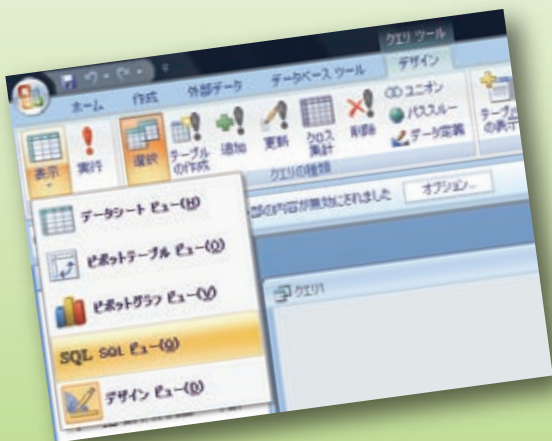 クエリ ツール
ホーム 作成 外部データ データベース ツール デザイン
表示 実行 選択 テーブルの作成 追加 更新 クロス集計 削除
ユニオン
パススルー
データ定義
クエリの種類
部の内容が無効にされました オプション...
データシート ビュー(H)
ピボットテーブル ビュー(O)
ピボットグラフ ビュー(V)
SQL SQL ビュー(Q)
デザイン ビュー(D)
クエリ1